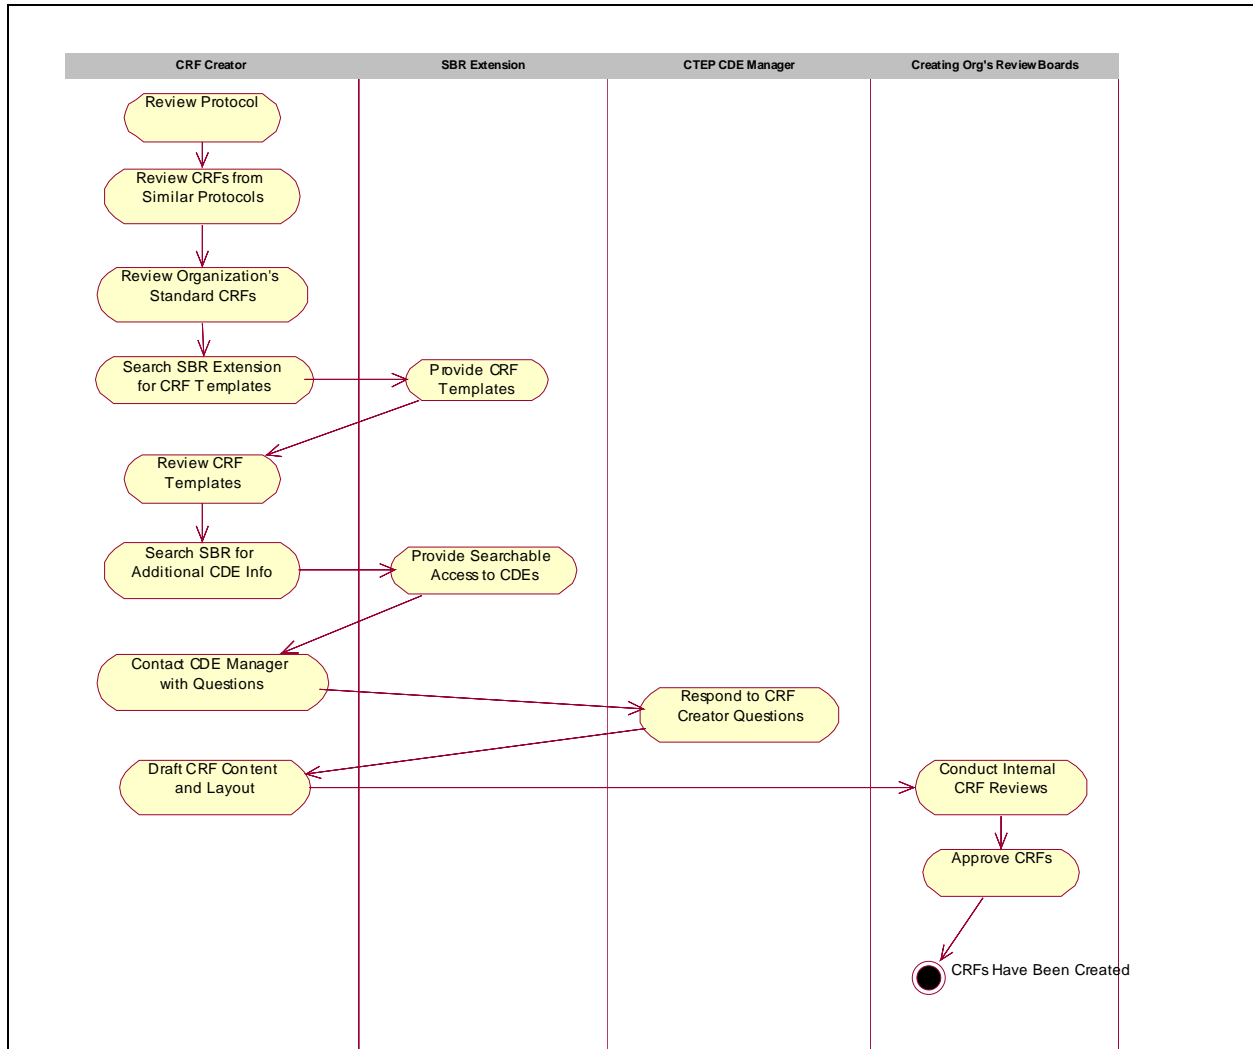 CRF Creator
SBR Extension
CTEP CDE Manager
Creating Org's Review Boards
Review Protocol
Review CRFs from
Similar Protocols
Review Organization's
Standard CRFs
Search SBR Extension
for CRF Templates
Provide CRF
Templates
Review CRF
Templates
Search SBR for
Additional CDE Info
Provide Searchable
Access to CDEs
Contact CDE Manager
with Questions
Respond to CRF
Creator Questions
Draft CRF Content
and Layout
Conduct Internal
CRF Reviews
Approve CRFs
CRFs Have Been Created